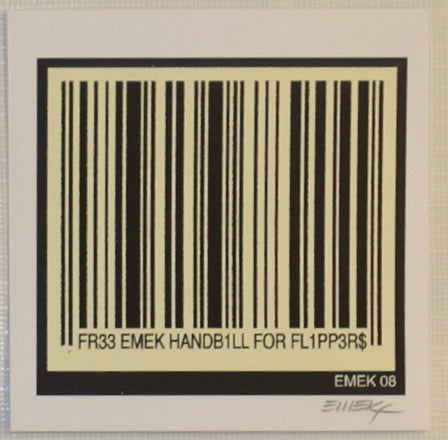 FR33 EMEK HANDB1LL FOR FL1PP3R$
EMEK 08
EMEK